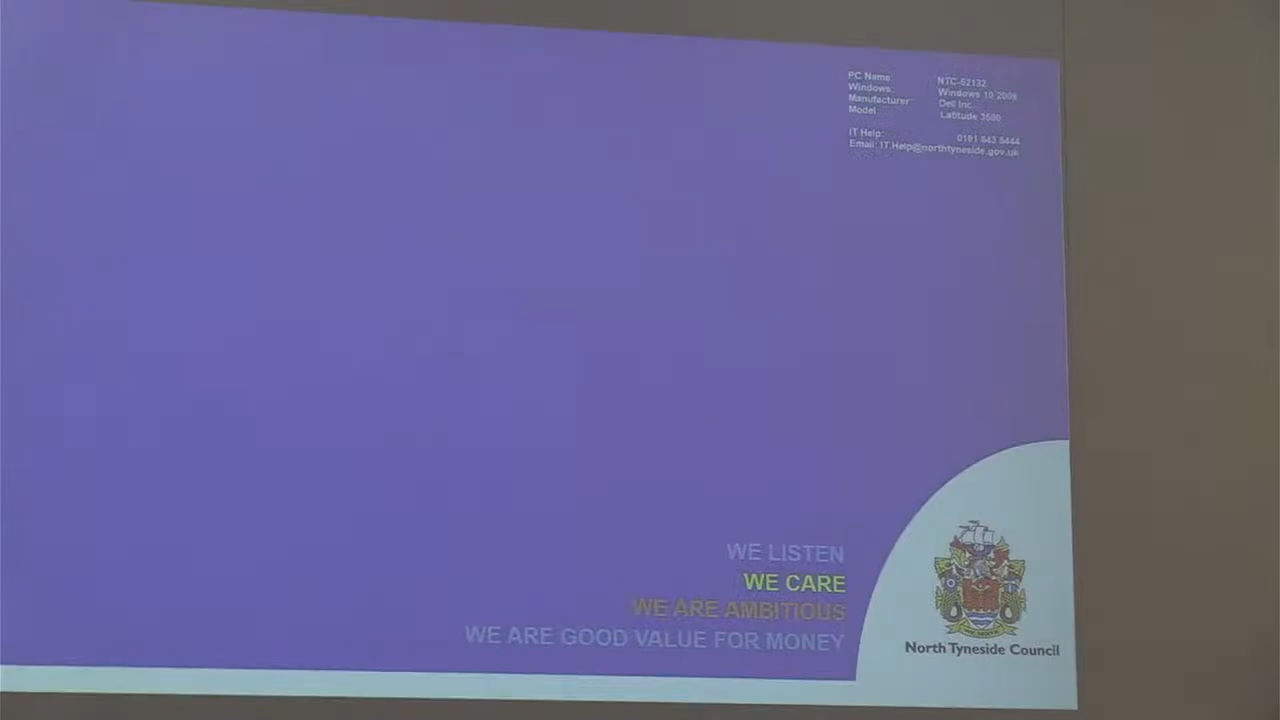 PC Name: NTC-52132
Windows: Windows 10 2009
Manufacturer Dell Inc.
Model Latitude 3500
IT Help: 0191 643 5444
Email: IT.Help@northtyneside.gov.uk
WE LISTEN
WE CARE
WE ARE AMBITIOUS
WE ARE GOOD VALUE FOR MONEY
North Tyneside Council